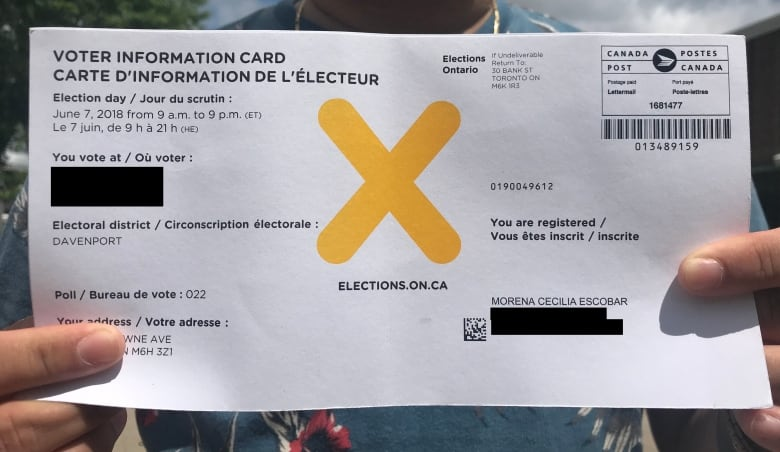 VOTER INFORMATION CARD
CARTE D'INFORMATION DE L'ÉLECTEUR
Election day / Jour du scrutin :
June 7, 2018 from 9 a.m. to 9 p.m. (ET)
Le 7 juin, de 9 h à 21 h (HE)
You vote at / Où voter :
Electoral district / Circonscription électorale :
DAVENPORT
Poll / Bureau de vote : 022
Your address / Votre adresse :
WNE AVE
N M6H 3Z1
ELECTIONS.ON.CA
Elections
Ontario
If Undeliverable
Return To:
30 BANK ST
TORONTO ON
M6K 1R3
CANADA POSTES
POST CANADA
Postage paid Port payé
Lettermail Poste-lettres
1681477
013489159
0190049612
You are registered /
Vous êtes inscrit / inscrite
MORENA CECILIA ESCOBAR